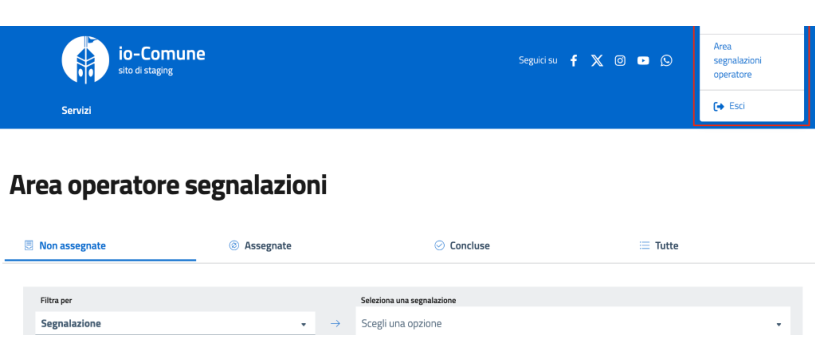 io-Comune
sito di staging
Seguici su
Area
segnalazioni
operatore
Esci
Servizi
Area operatore segnalazioni
Non assegnate
Assegnate
Concluse
Tutte
Filtra per
Segnalazione
Seleziona una segnalazione
Scegli una opzione